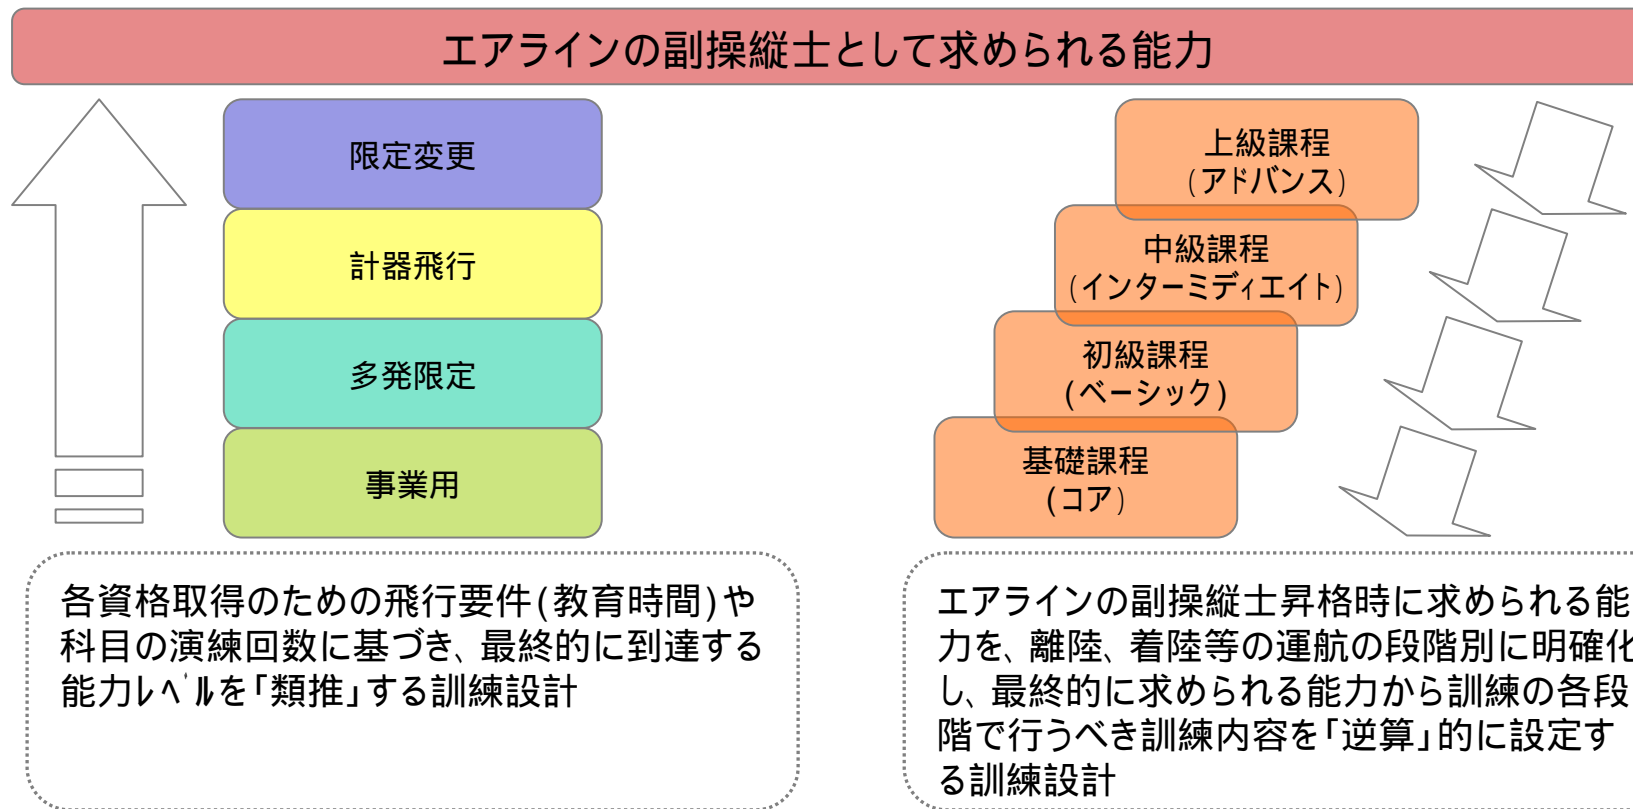 エアラインの副操縦士として求められる能力
限定変更
計器飛行
多発限定
事業用
上級課程
(アドバンス)
中級課程
(インターミディエイト)
初級課程
(ベーシック)
基礎課程
(コア)
各資格取得のための飛行要件(教育時間)や
科目の演練回数に基づき、最終的に到達する
能力ﾚﾍﾞﾙを「類推」する訓練設計
エアラインの副操縦士昇格時に求められる能
力を、離陸、着陸等の運航の段階別に明確化
し、最終的に求められる能力から訓練の各段
階で行うべき訓練内容を「逆算」的に設定す
る訓練設計